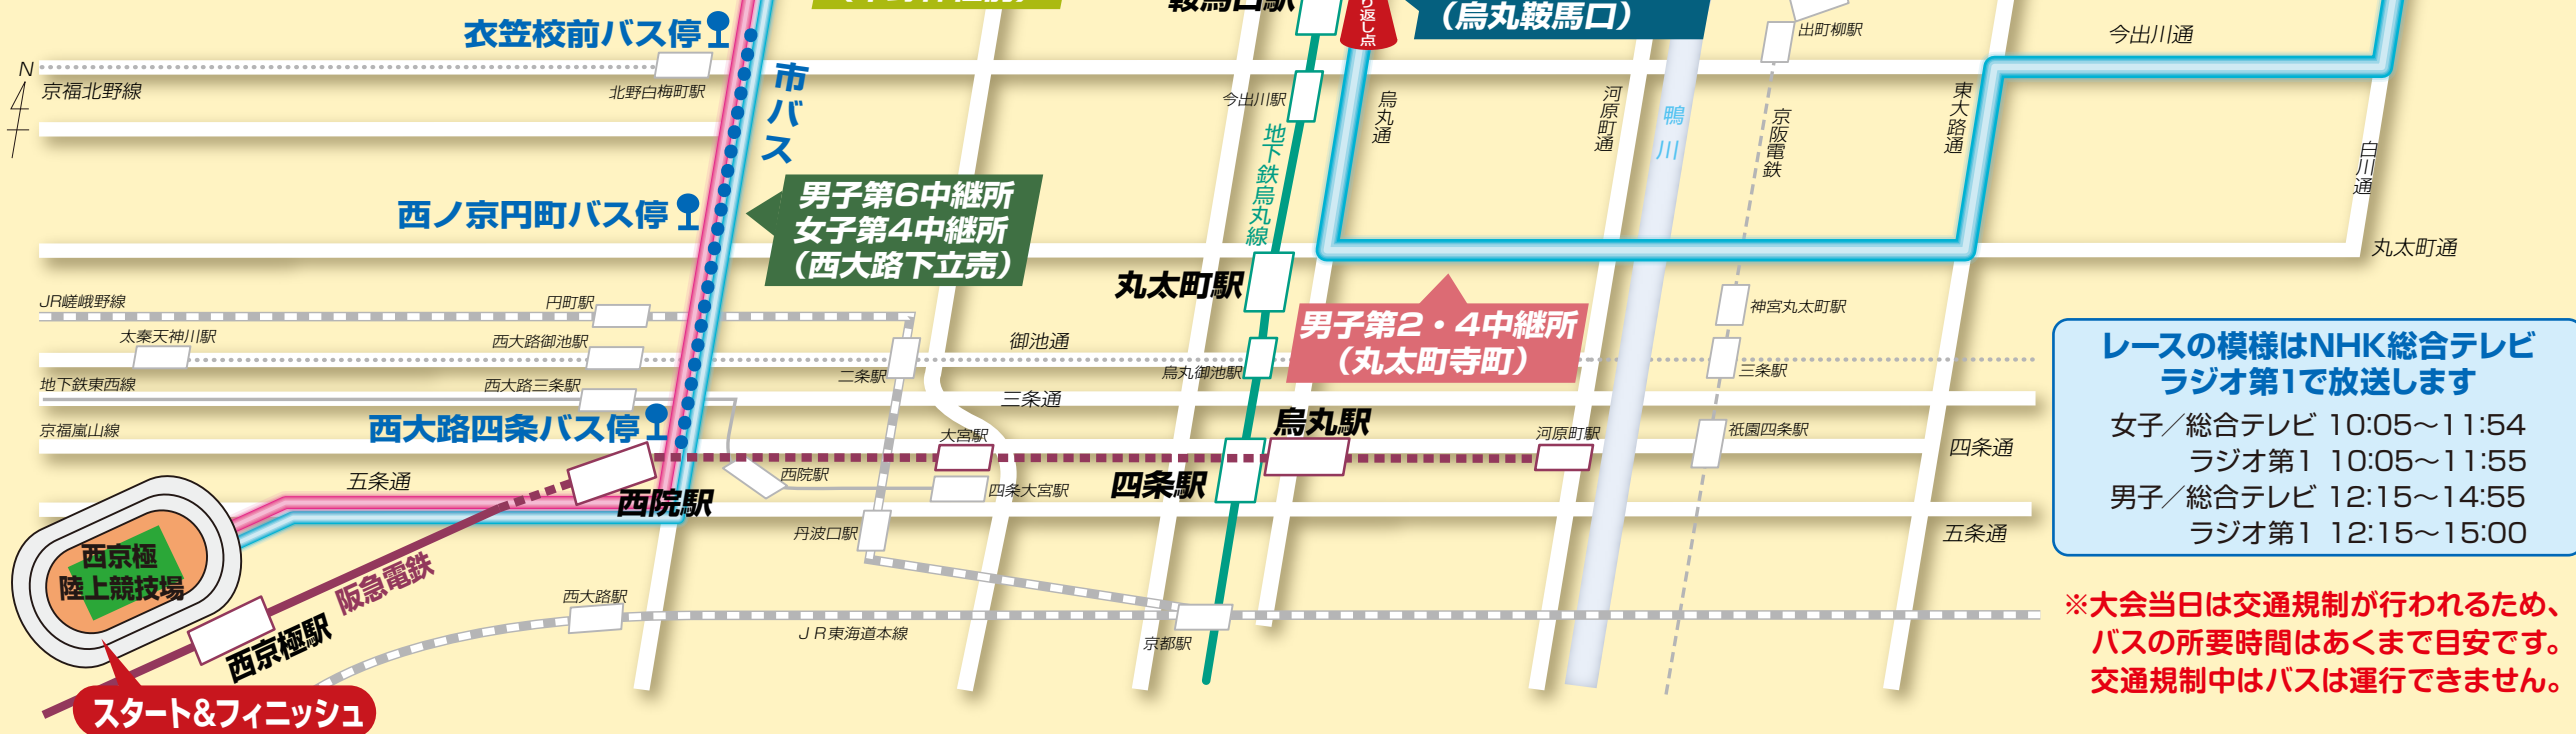 衣笠校前バス停
鞍馬口駅
り返し点
（烏丸鞍馬口）
出町柳駅
今出川通
N
京福北野線
北野白梅町駅
市バス
今出川駅
地下鉄烏丸線
烏丸通
河原町通
鴨川
京阪電鉄
東大路通
白川通
西ノ京円町バス停
男子第6中継所
女子第4中継所
（西大路下立売）
丸太町駅
丸太町通
JR嵯峨野線
円町駅
神宮丸太町駅
男子第2・4中継所
（丸太町寺町）
太秦天神川駅
西大路御池駅
御池通
二条駅
烏丸御池駅
三条駅
地下鉄東西線
西大路三条駅
三条通
京福嵐山線
西大路四条バス停
大宮駅
烏丸駅
河原町駅
祇園四条駅
四条通
五条通
西院駅
西院駅
四条大宮駅
四条駅
丹波口駅
五条通
西京極
陸上競技場
阪急電鉄
西京極駅
西大路駅
JR東海道本線
京都駅
スタート&フィニッシュ
レースの模様はNHK総合テレビ
ラジオ第1で放送します
女子／総合テレビ 10:05〜11:54
ラジオ第1 10:05〜11:55
男子／総合テレビ 12:15〜14:55
ラジオ第1 12:15〜15:00
※大会当日は交通規制が行われるため、
バスの所要時間はあくまで目安です。
交通規制中はバスは運行できません。